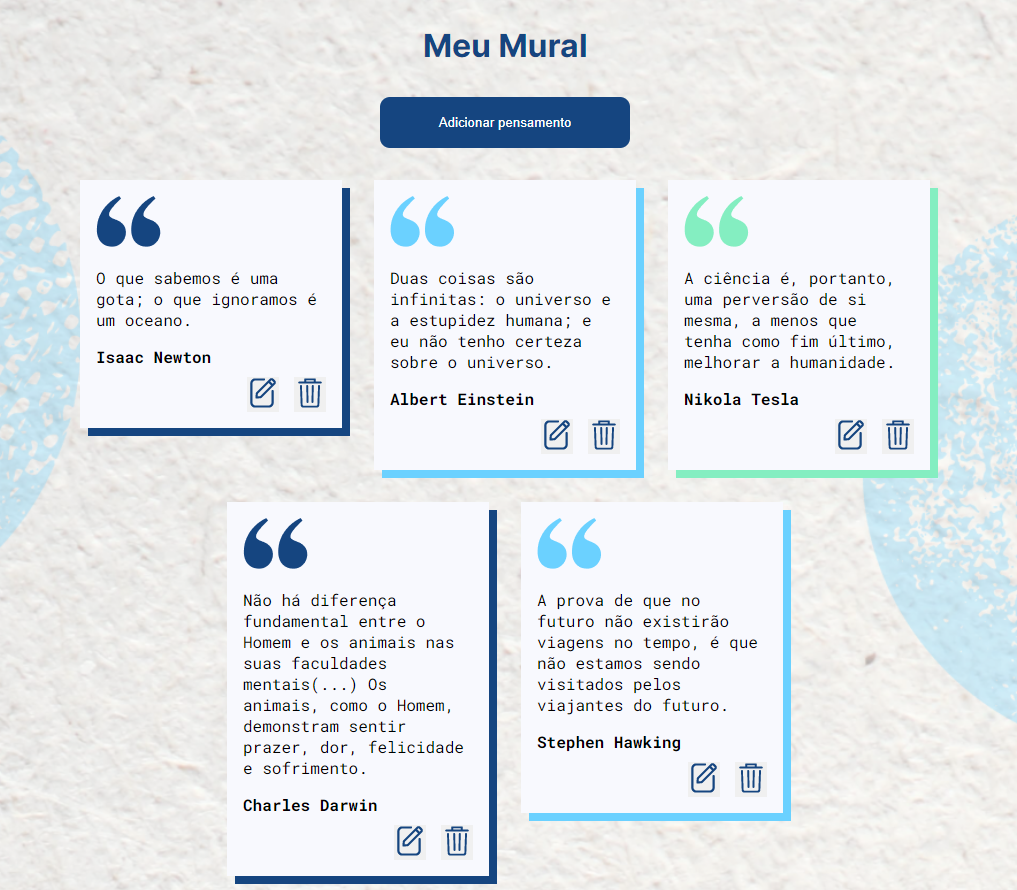 Meu Mural
Adicionar pensamento
O que sabemos é uma
gota; o que ignoramos é
um oceano.
Isaac Newton
Duas coisas são
infinitas: o universo e
a estupidez humana; e
eu não tenho certeza
sobre o universo.
Albert Einstein
A ciência é, portanto,
uma perversão de si
mesma, a menos que
tenha como fim último,
melhorar a humanidade.
Nikola Tesla
Não há diferença
fundamental entre o
Homem e os animais nas
suas faculdades
mentais(...) Os
animais, como o Homem,
demonstram sentir
prazer, dor, felicidade
e sofrimento.
Charles Darwin
A prova de que no
futuro não existirão
viagens no tempo, é que
não estamos sendo
visitados pelos
viajantes do futuro.
Stephen Hawking